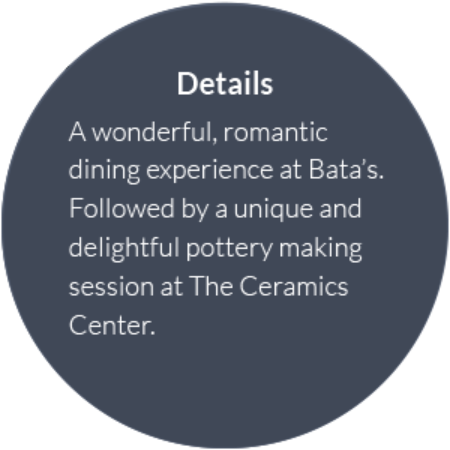 Details
A wonderful, romantic
dining experience at Bata's.
Followed by a unique and
delightful pottery making
session at The Ceramics
Center.